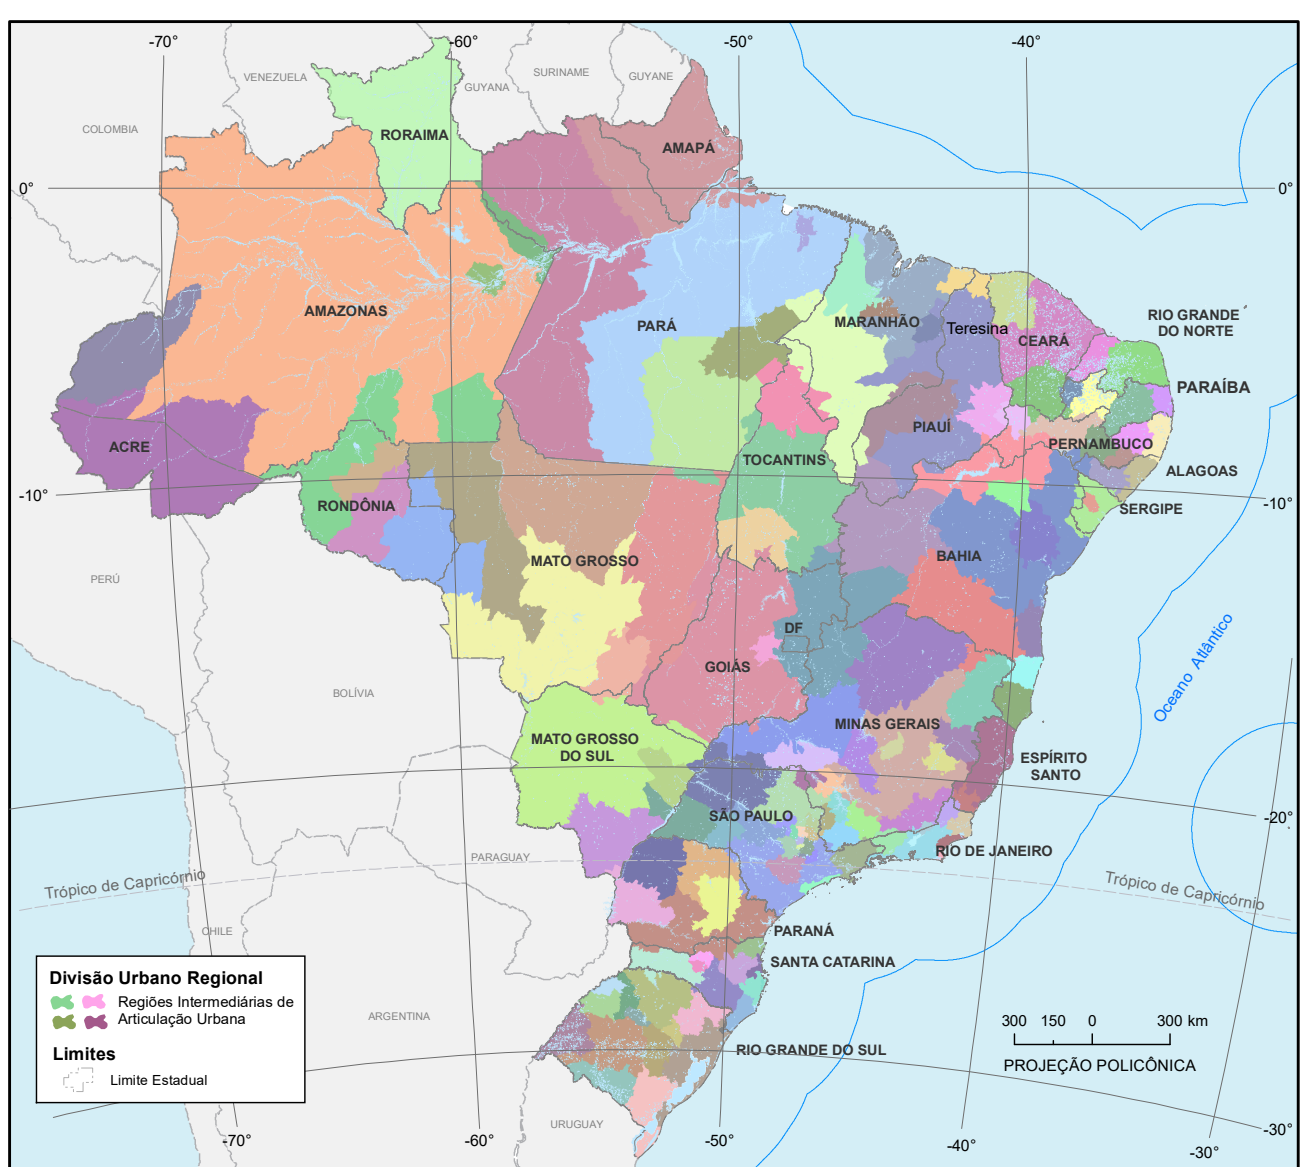 -70°
-60°
-50°
-40°
VENEZUELA
SURINAME
GUYANE
GUYANA
COLOMBIA
RORAIMA
AMAPÁ
0°
0°
AMAZONAS
PARÁ
MARANHÃO
Teresina
CEARÁ
RIO GRANDE
DO NORTE
PARAÍBA
ACRE
PIAUÍ
PERNAMBUCO
TOCANTINS
ALAGOAS
-10°
-10°
RONDÔNIA
SERGIPE
MATO GROSSO
BAHIA
PERÚ
DF
GOIÁS
Oceano Atlântico
BOLÍVIA
MINAS GERAIS
MATO GROSSO
DO SUL
ESPÍRITO
SANTO
SÃO PAULO
-20°
RIO DE JANEIRO
PARAGUAY
Trópico de Capricórnio
Trópico de Capricórnio
CHILE
PARANÁ
SANTA CATARINA
Divisão Urbano Regional
Regiões Intermediárias de
Articulação Urbana
Limites
Limite Estadual
ARGENTINA
RIO GRANDE DO SUL
300 150 0 300 km
PROJEÇÃO POLICÔNICA
URUGUAY
-70°
-60°
-50°
-40°
-30°
-30°